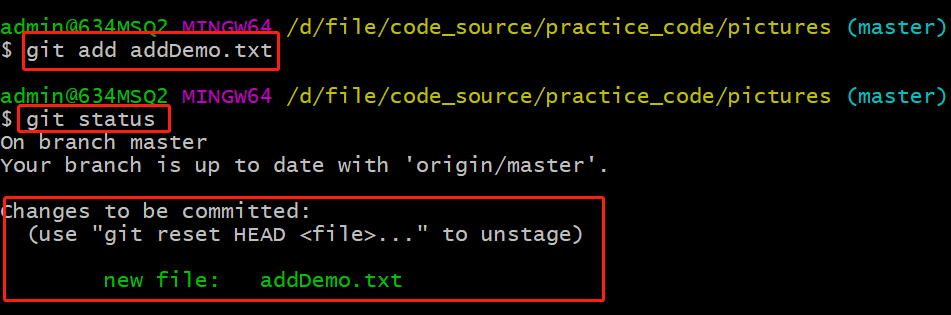 admin@634MSQ2 MINGW64 /d/file/code_source/practice_code/pictures (master)
$ git add addDemo.txt
admin@634MSQ2 MINGW64 /d/file/code_source/practice_code/pictures (master)
$ git status
On branch master
Your branch is up to date with 'origin/master'.
Changes to be committed:
(use "git reset HEAD <file>..." to unstage)
new file: addDemo.txt